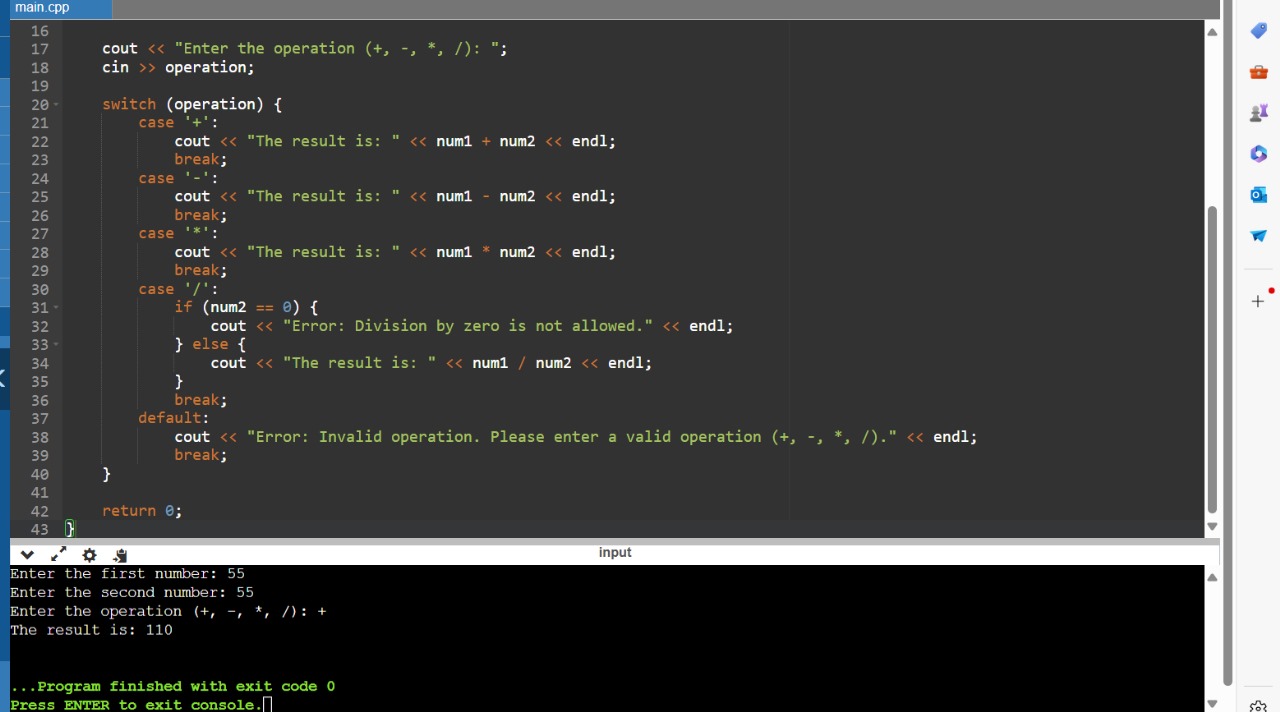 main.cpp
16
17 cout << "Enter the operation (+, -, *, /): ";
18 cin >> operation;
19
20 switch (operation) {
21 case '+':
22 cout << "The result is: " << num1 + num2 << endl;
23 break;
24 case '-':
25 cout << "The result is: " << num1 - num2 << endl;
26 break;
27 case '*':
28 cout << "The result is: " << num1 * num2 << endl;
29 break;
30 case '/':
31 if (num2 == 0) {
32 cout << "Error: Division by zero is not allowed." << endl;
33 } else {
34 cout << "The result is: " << num1 / num2 << endl;
35 }
36 break;
37 default:
38 cout << "Error: Invalid operation. Please enter a valid operation (+, -, *, /)." << endl;
39 break;
40 }
41
42 return 0;
43 }
input
Enter the first number: 55
Enter the second number: 55
Enter the operation (+, -, *, /): +
The result is: 110
...Program finished with exit code 0
Press ENTER to exit console.